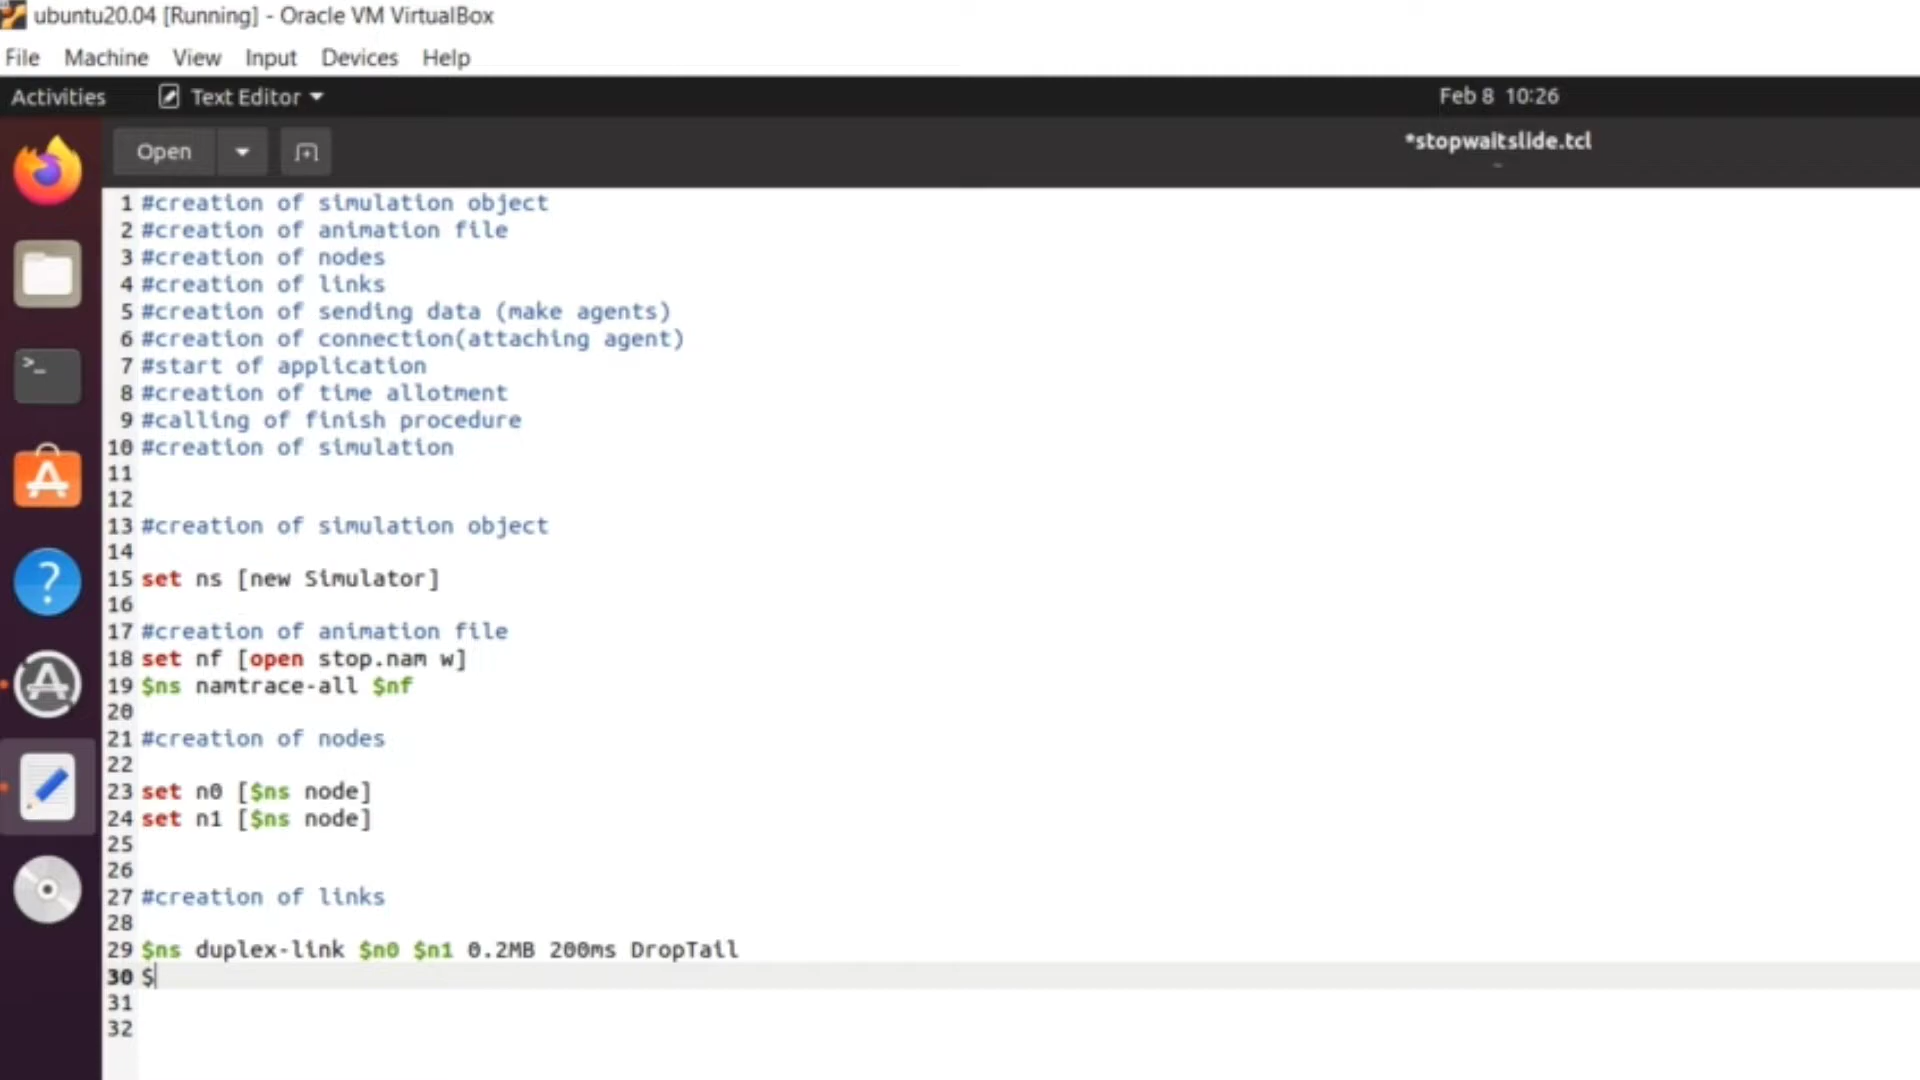 ubuntu20.04 [Running] - Oracle VM VirtualBox
File Machine View Input Devices Help
Activities Text Editor Feb 8 10:26
Open *stopwaitslide.tcl
1 #creation of simulation object
2 #creation of animation file
3 #creation of nodes
4 #creation of links
5 #creation of sending data (make agents)
6 #creation of connection(attaching agent)
7 #start of application
8 #creation of time allotment
9 #calling of finish procedure
10 #creation of simulation
11
12
13 #creation of simulation object
14
15 set ns [new Simulator]
16
17 #creation of animation file
18 set nf [open stop.nam w]
19 $ns namtrace-all $nf
20
21 #creation of nodes
22
23 set n0 [$ns node]
24 set n1 [$ns node]
25
26
27 #creation of links
28
29 $ns duplex-link $n0 $n1 0.2MB 200ms DropTail
30 $
31
32